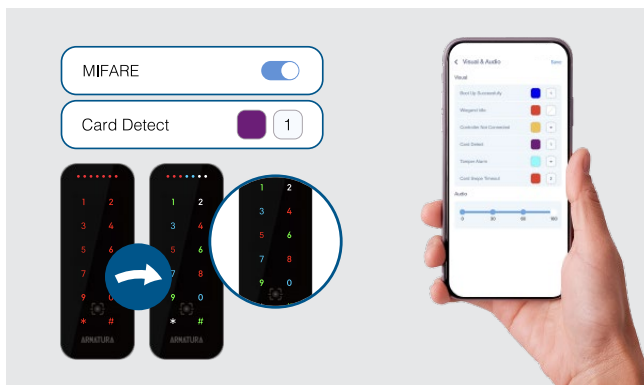 MIFARE
Card Detect
1
1 2
3 4
5 6
7
9 0
* #
ARMATURA
1 2
3 4
5 6
7 8
9 0
* #
ARMATURA
1 2
3 4
5 6
7 8
9 0
Visual & Audio
Save
Visual
Boot Up Successfully
Wiegand Idle
Controller Not Connected
Card Detect
Tamper Alarm
Card Swipe Timeout
Audio
0